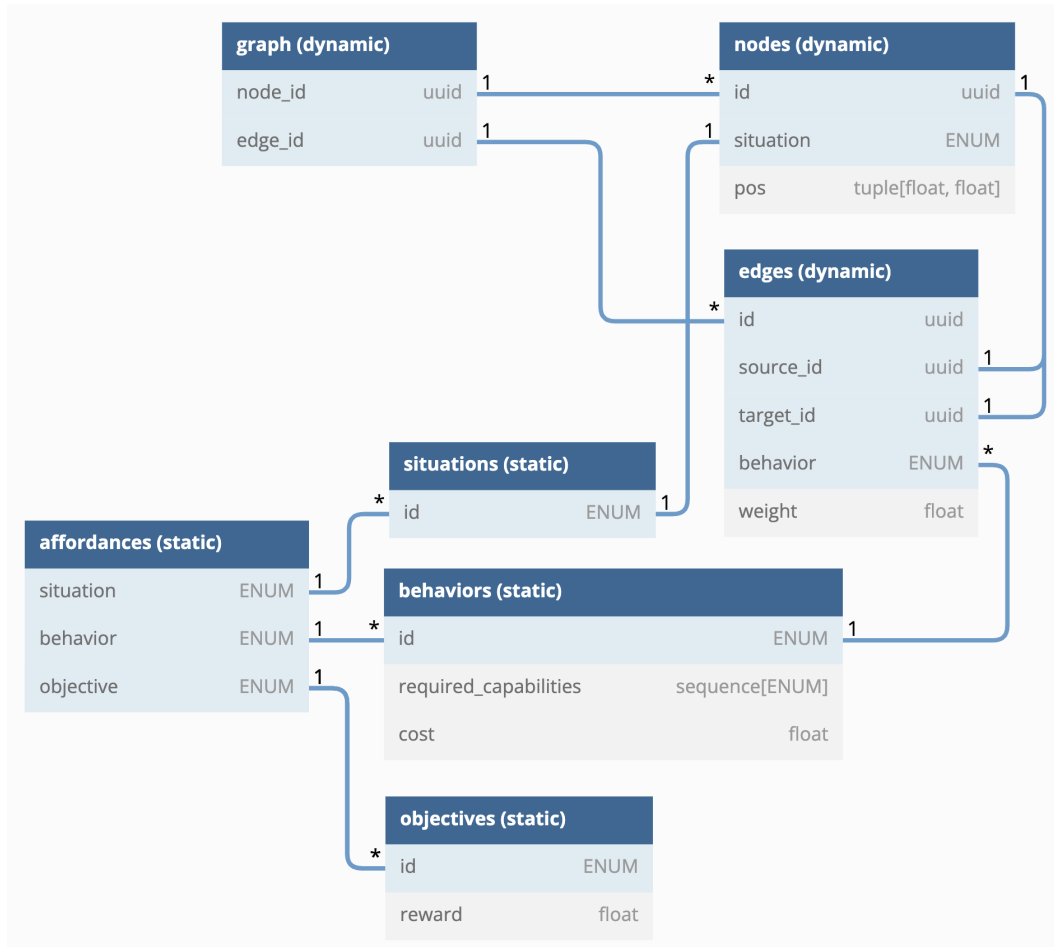 graph (dynamic)
node_id uuid 1
edge_id uuid 1
nodes (dynamic)
* id uuid 1
1 situation ENUM
pos tuple[float, float]
edges (dynamic)
* id uuid
source_id uuid 1
target_id uuid 1
behavior ENUM *
weight float
situations (static)
* id ENUM 1
affordances (static)
situation ENUM 1
behavior ENUM 1
objective ENUM 1
behaviors (static)
* id ENUM 1
required_capabilities sequence[ENUM]
cost float
objectives (static)
* id ENUM
reward float